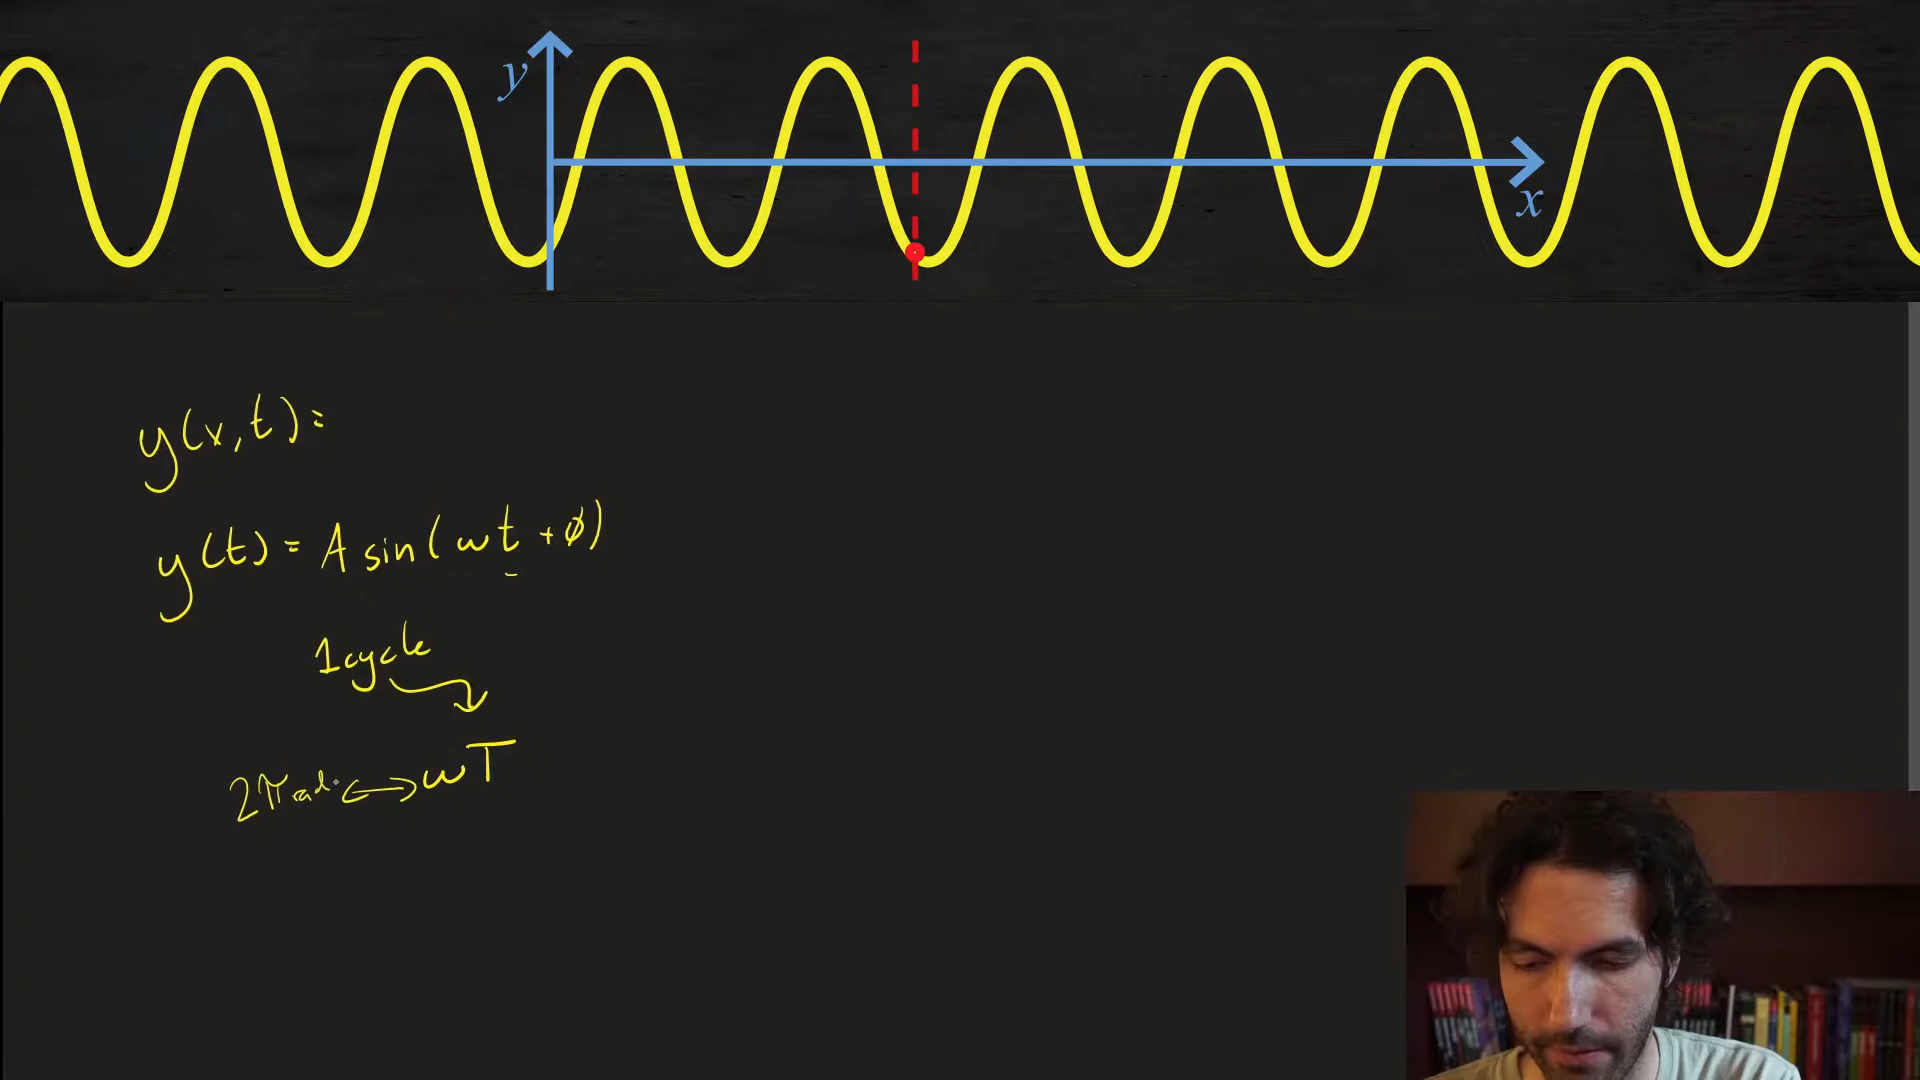 y
x
y(x,t)=
y(t) = A sin(ωt + ø)
1 cycle
2π rad. ↔ ωT